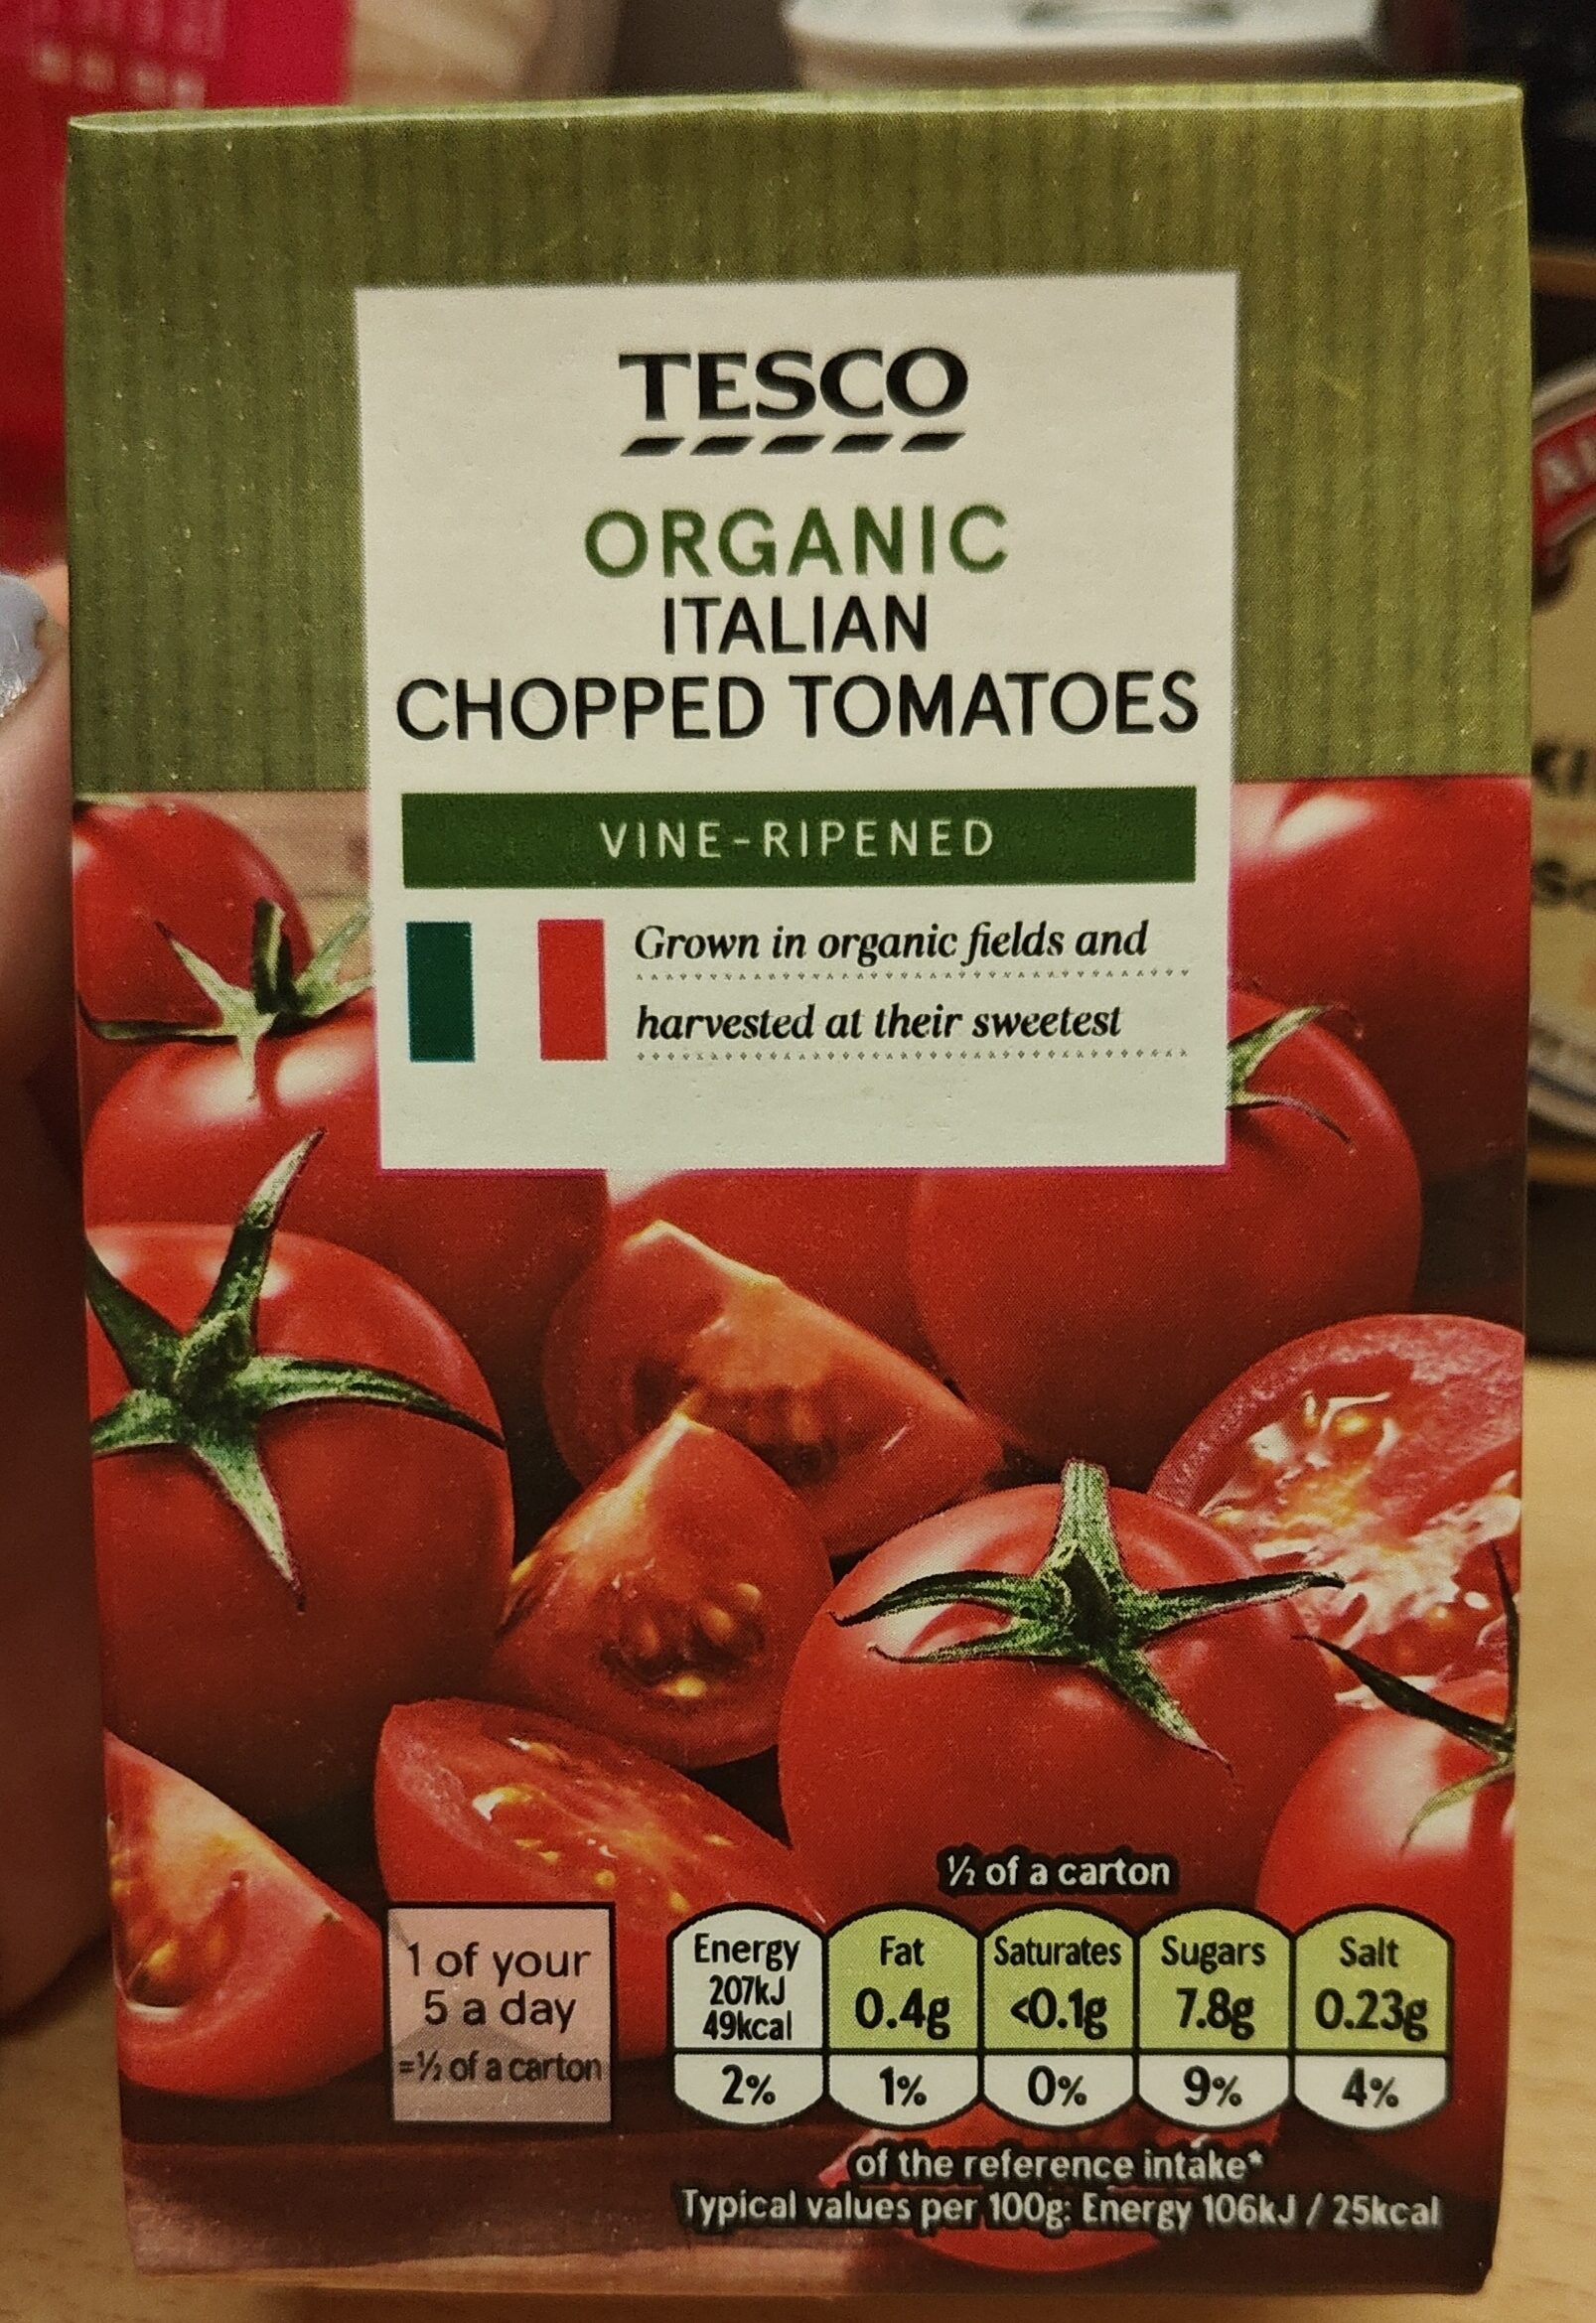 TESCO
ORGANIC
ITALIAN
CHOPPED TOMATOES
VINE-RIPENED
Grown in organic fields and
harvested at their sweetest
1 of your
5 a day
=½ of a carton
½ of a carton
Energy Fat Saturates Sugars Salt
207kJ
49kcal 0.4g <0.1g 7.8g 0.23g
2% 1% 0% 9% 4%
of the reference intake*
Typical values per 100g: Energy 106kJ / 25kcal